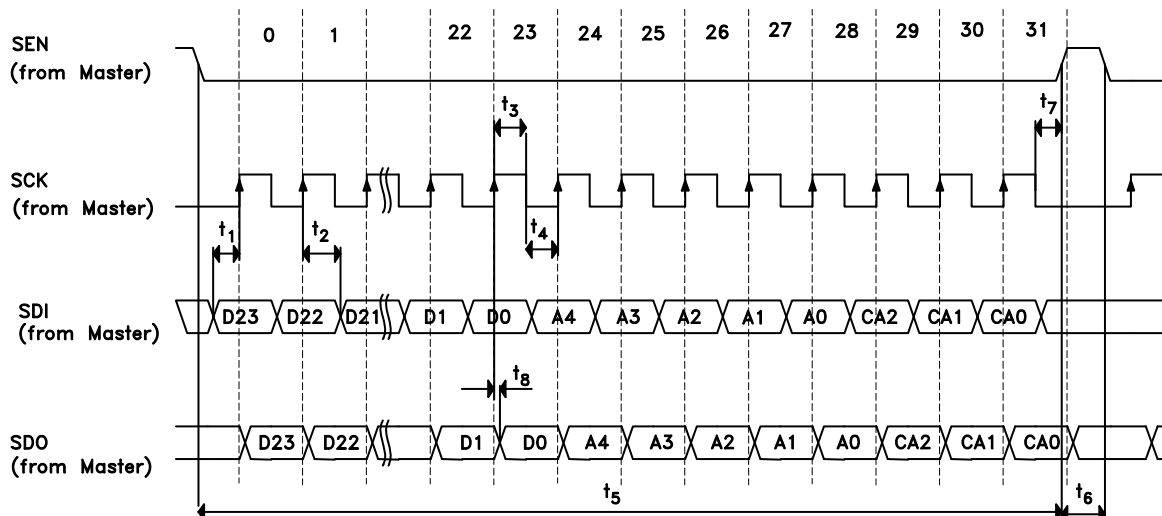 0 1 22 23 24 25 26 27 28 29 30 31
SEN
(from Master)
t3
t7
SCK
(from Master)
t1 t2 t4
SDI
(from Master)
D23 D22 D21 D1 D0 A4 A3 A2 A1 A0 CA2 CA1 CA0
t8
SDO
(from Master)
D23 D22 D1 D0 A4 A3 A2 A1 A0 CA2 CA1 CA0
t5 t6